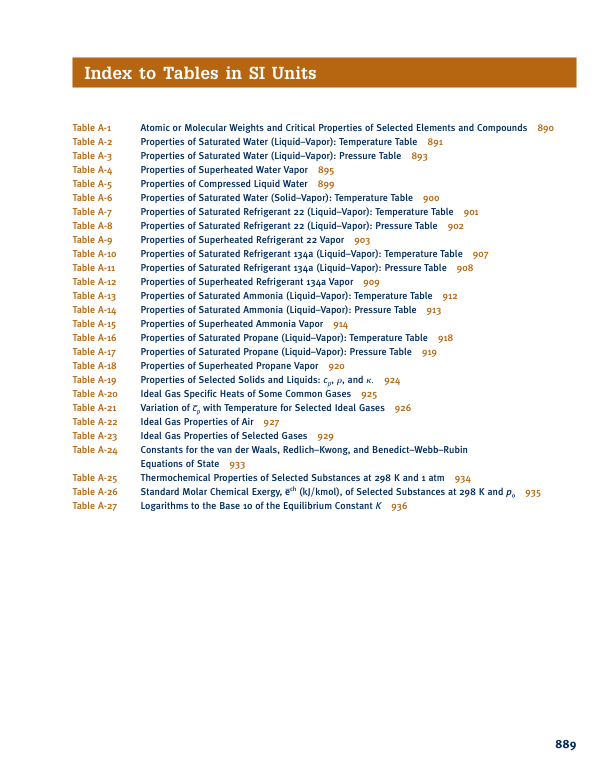 Index to Tables in SI Units
Table A-1 Atomic or Molecular Weights and Critical Properties of Selected Elements and Compounds 890
Table A-2 Properties of Saturated Water (Liquid–Vapor): Temperature Table 891
Table A-3 Properties of Saturated Water (Liquid–Vapor): Pressure Table 893
Table A-4 Properties of Superheated Water Vapor 895
Table A-5 Properties of Compressed Liquid Water 899
Table A-6 Properties of Saturated Water (Solid–Vapor): Temperature Table 900
Table A-7 Properties of Saturated Refrigerant 22 (Liquid–Vapor): Temperature Table 901
Table A-8 Properties of Saturated Refrigerant 22 (Liquid–Vapor): Pressure Table 902
Table A-9 Properties of Superheated Refrigerant 22 Vapor 903
Table A-10 Properties of Saturated Refrigerant 134a (Liquid–Vapor): Temperature Table 907
Table A-11 Properties of Saturated Refrigerant 134a (Liquid–Vapor): Pressure Table 908
Table A-12 Properties of Superheated Refrigerant 134a Vapor 909
Table A-13 Properties of Saturated Ammonia (Liquid–Vapor): Temperature Table 912
Table A-14 Properties of Saturated Ammonia (Liquid–Vapor): Pressure Table 913
Table A-15 Properties of Superheated Ammonia Vapor 914
Table A-16 Properties of Saturated Propane (Liquid–Vapor): Temperature Table 918
Table A-17 Properties of Saturated Propane (Liquid–Vapor): Pressure Table 919
Table A-18 Properties of Superheated Propane Vapor 920
Table A-19 Properties of Selected Solids and Liquids: cₚ, ρ, and κ. 924
Table A-20 Ideal Gas Specific Heats of Some Common Gases 925
Table A-21 Variation of c̅ₚ with Temperature for Selected Ideal Gases 926
Table A-22 Ideal Gas Properties of Air 927
Table A-23 Ideal Gas Properties of Selected Gases 929
Table A-24 Constants for the van der Waals, Redlich–Kwong, and Benedict–Webb–Rubin
Equations of State 933
Table A-25 Thermochemical Properties of Selected Substances at 298 K and 1 atm 934
Table A-26 Standard Molar Chemical Exergy, e̅ᶜʰ (kJ/kmol), of Selected Substances at 298 K and p₀ 935
Table A-27 Logarithms to the Base 10 of the Equilibrium Constant K 936
889